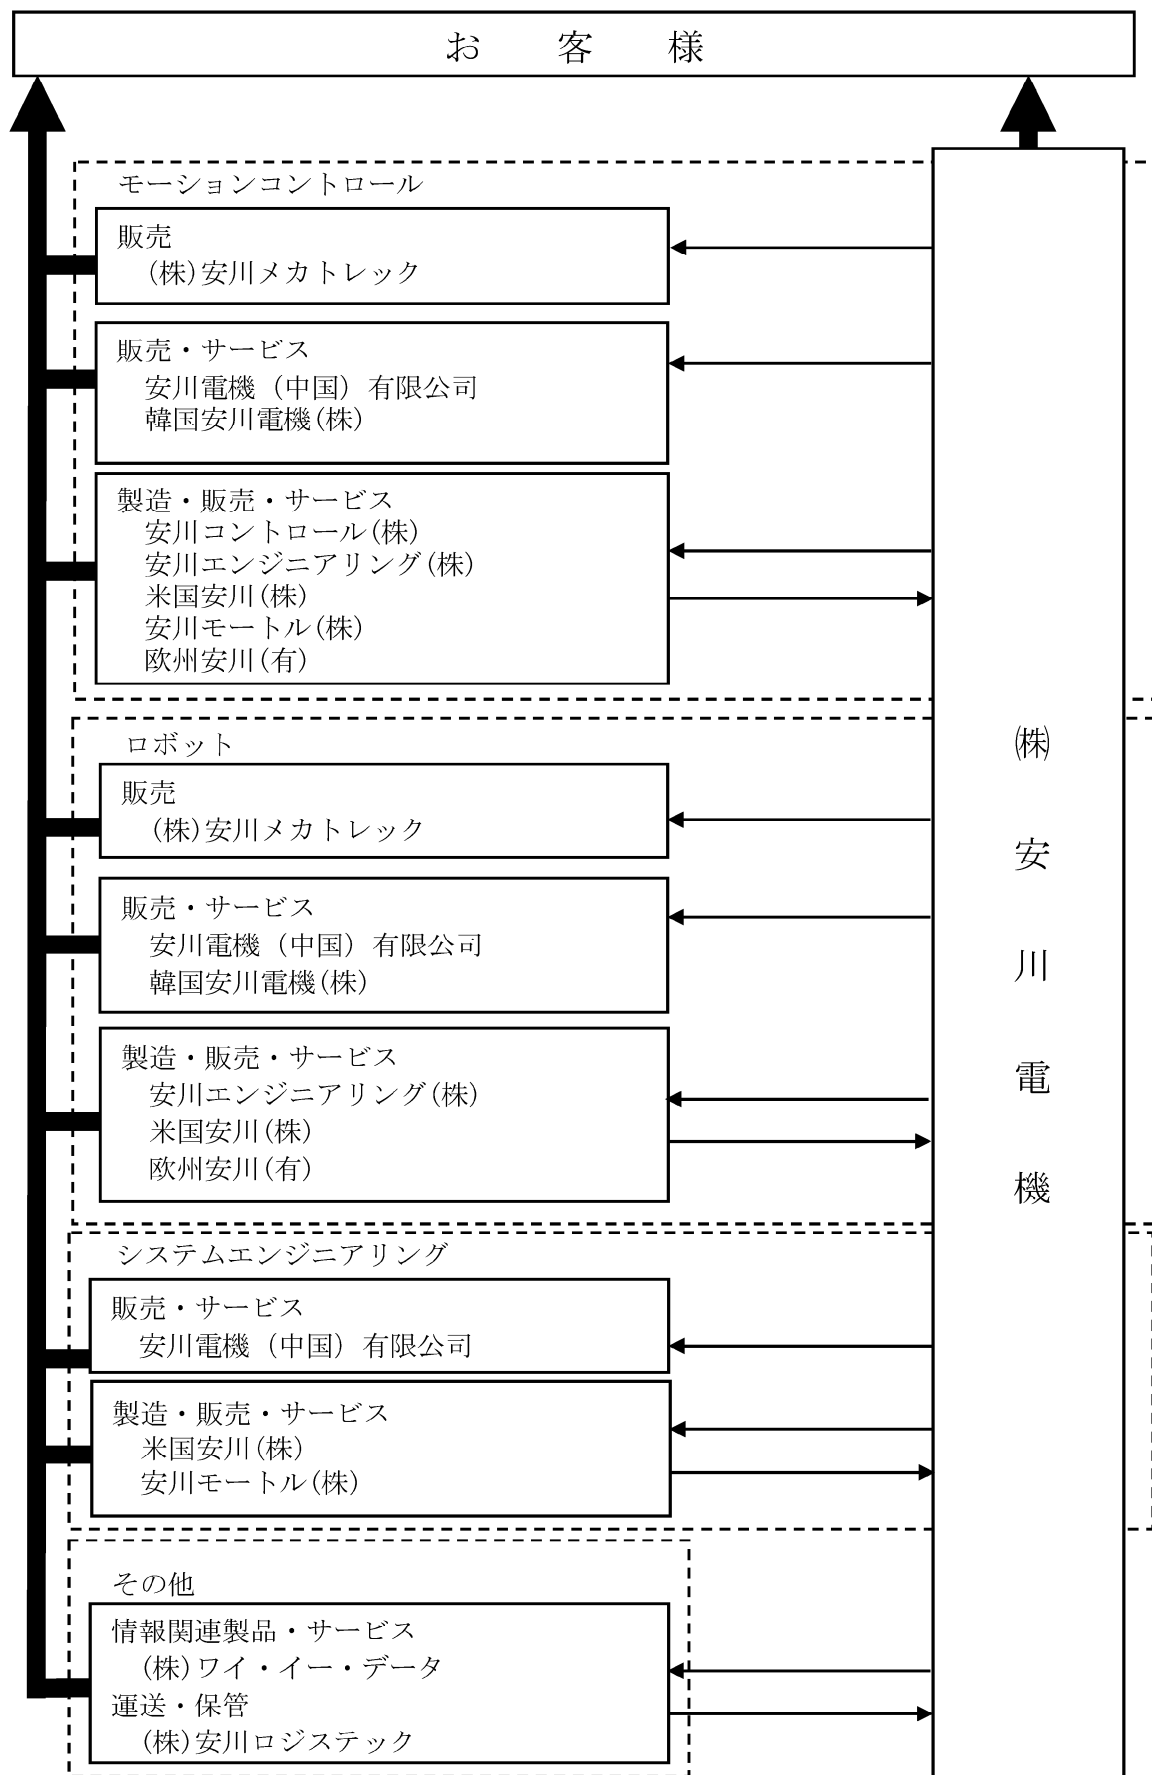 お客様
モーションコントロール
販売
(株)安川メカトレック
販売・サービス
安川電機（中国）有限公司
韓国安川電機(株)
製造・販売・サービス
安川コントロール(株)
安川エンジニアリング(株)
米国安川(株)
安川モートル(株)
欧州安川(有)
ロボット
販売
(株)安川メカトレック
販売・サービス
安川電機（中国）有限公司
韓国安川電機(株)
製造・販売・サービス
安川エンジニアリング(株)
米国安川(株)
欧州安川(有)
システムエンジニアリング
販売・サービス
安川電機（中国）有限公司
製造・販売・サービス
米国安川(株)
安川モートル(株)
その他
情報関連製品・サービス
(株)ワイ・イー・データ
運送・保管
(株)安川ロジステック
㈱安川電機